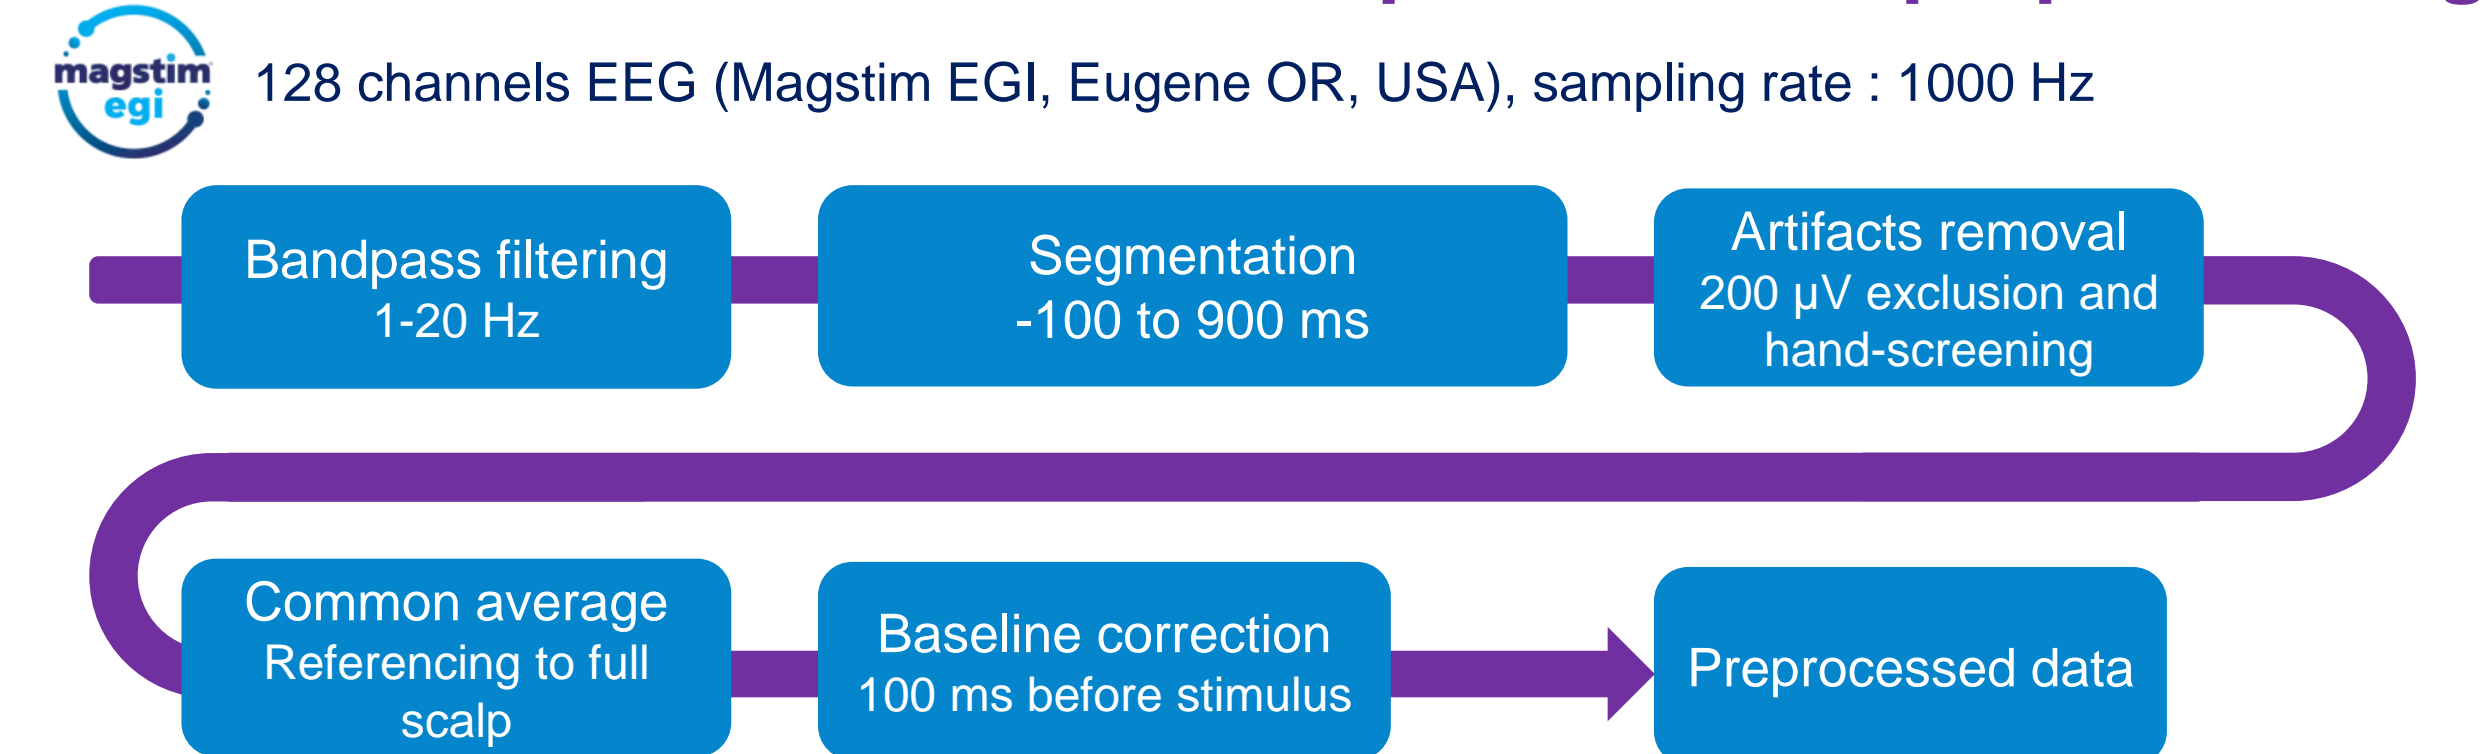 magstim
egi
128 channels EEG (Magstim EGI, Eugene OR, USA), sampling rate : 1000 Hz
Bandpass filtering
1-20 Hz
Segmentation
-100 to 900 ms
Artifacts removal
200 µV exclusion and
hand-screening
Common average
Referencing to full
scalp
Baseline correction
100 ms before stimulus
Preprocessed data